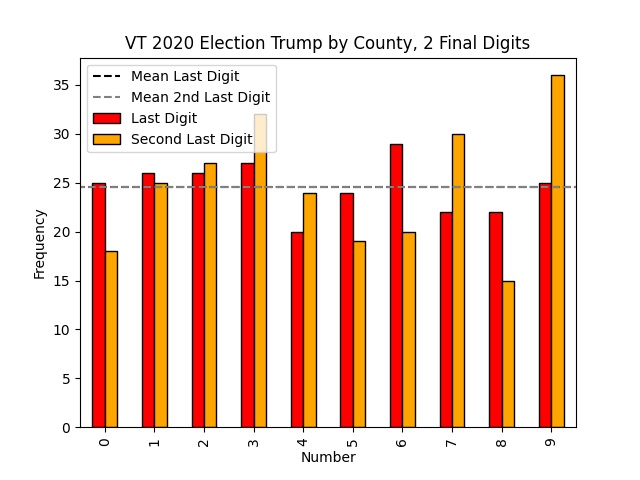 VT 2020 Election Trump by County, 2 Final Digits
Mean Last Digit
Mean 2nd Last Digit
Last Digit
Second Last Digit
Frequency
35
30
25
20
15
10
5
0
0 1 2 3 4 5 6 7 8 9
Number